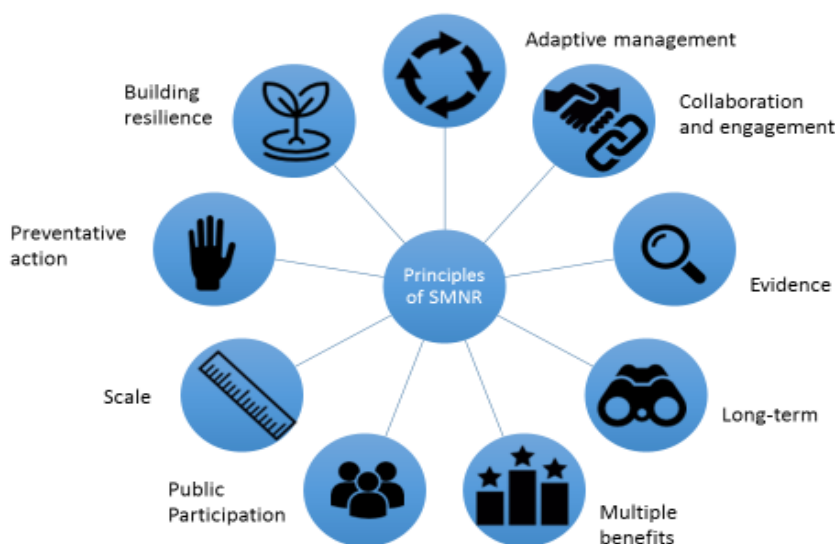 Adaptive management
Collaboration
and engagement
Evidence
Long-term
Multiple
benefits
Public
Participation
Scale
Preventative
action
Building
resilience
Principles
of SMNR